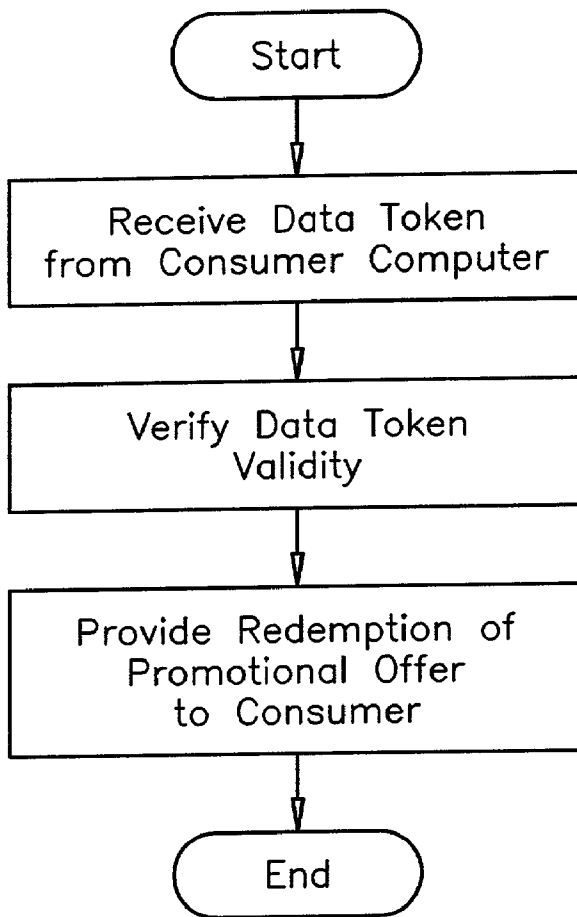 Start
Receive Data Token
from Consumer Computer
Verify Data Token
Validity
Provide Redemption of
Promotional Offer
to Consumer
End